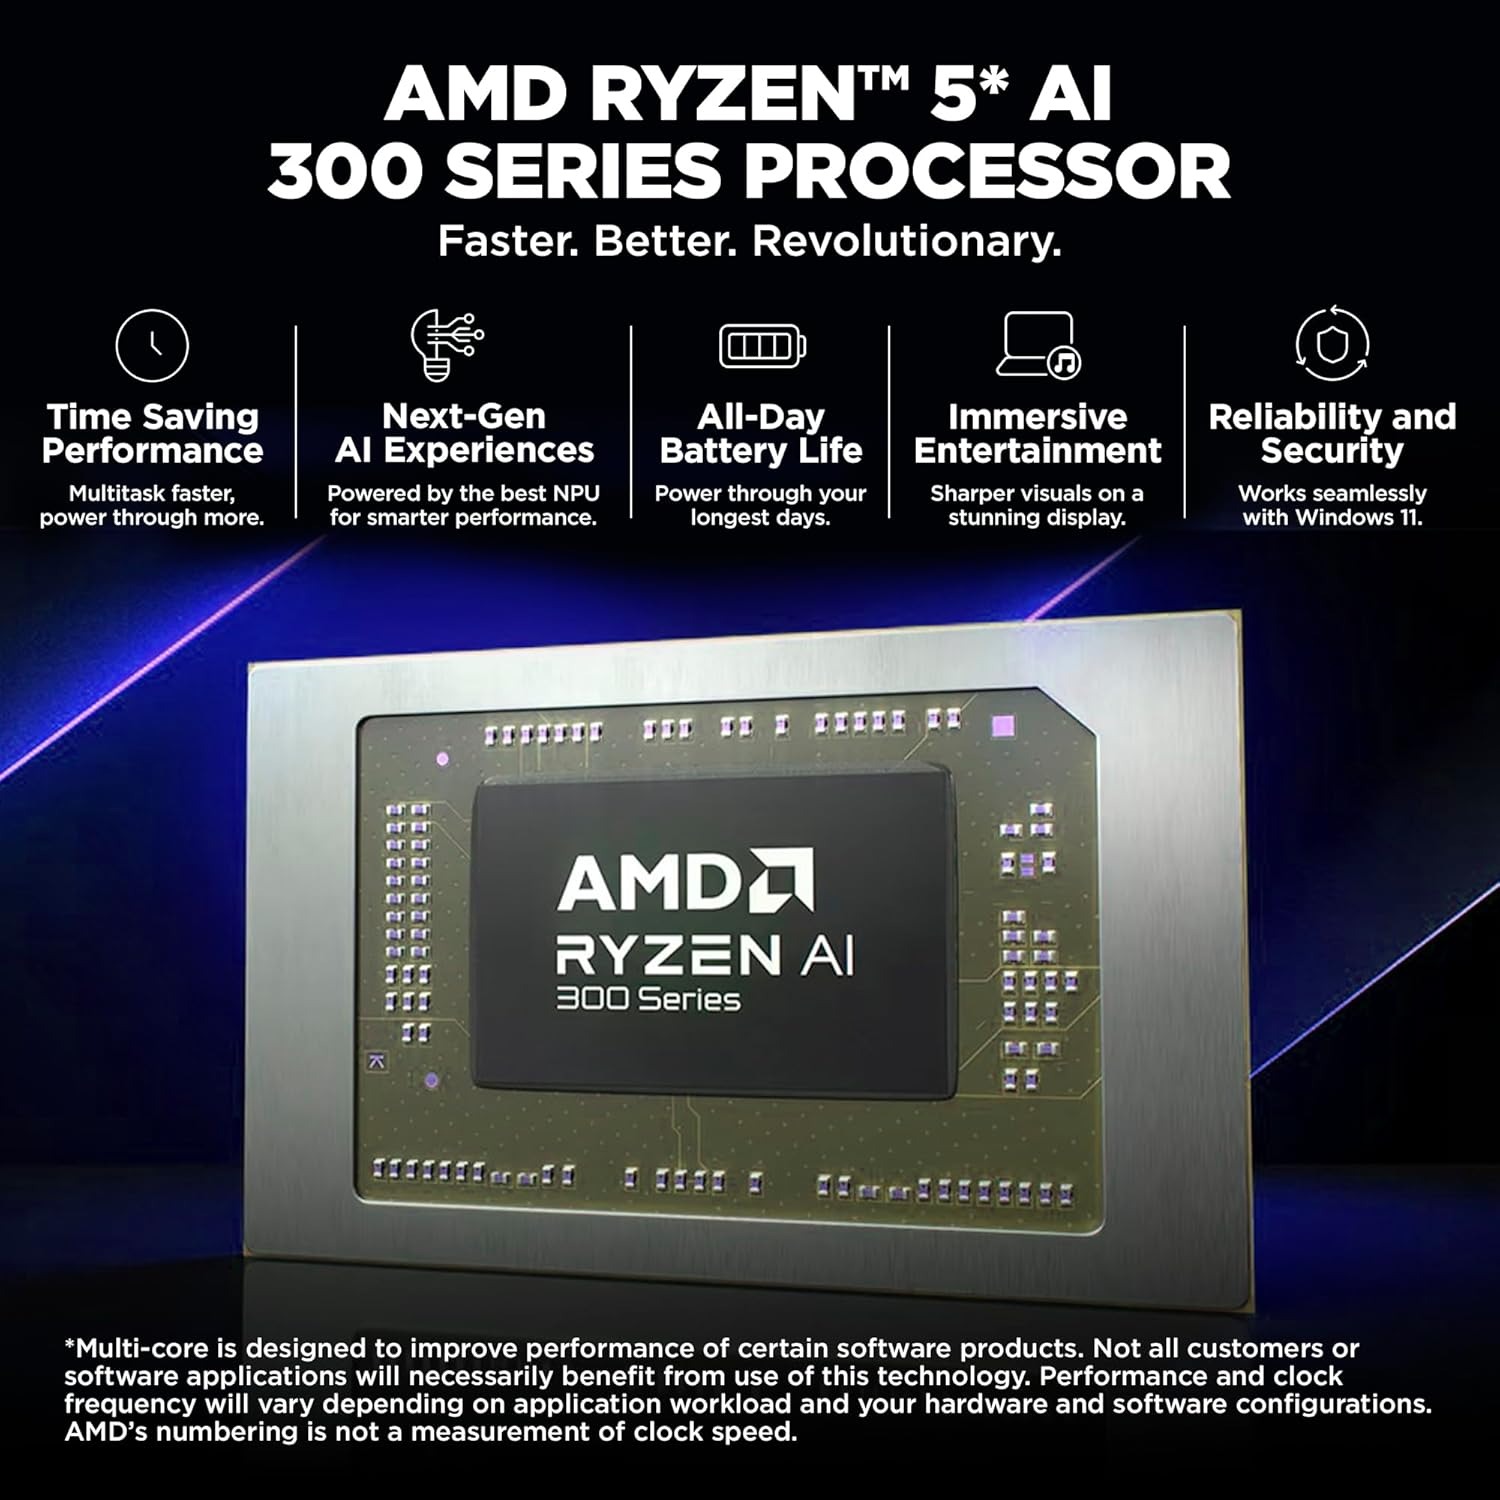 AMD RYZEN™ 5* AI
300 SERIES PROCESSOR
Faster. Better. Revolutionary.
Time Saving
Performance
Multitask faster,
power through more.
Next-Gen
AI Experiences
Powered by the best NPU
for smarter performance.
All-Day
Battery Life
Power through your
longest days.
Immersive
Entertainment
Sharper visuals on a
stunning display.
Reliability and
Security
Works seamlessly
with Windows 11.
AMD
RYZEN AI
300 Series
*Multi-core is designed to improve performance of certain software products. Not all customers or
software applications will necessarily benefit from use of this technology. Performance and clock
frequency will vary depending on application workload and your hardware and software configurations.
AMD's numbering is not a measurement of clock speed.